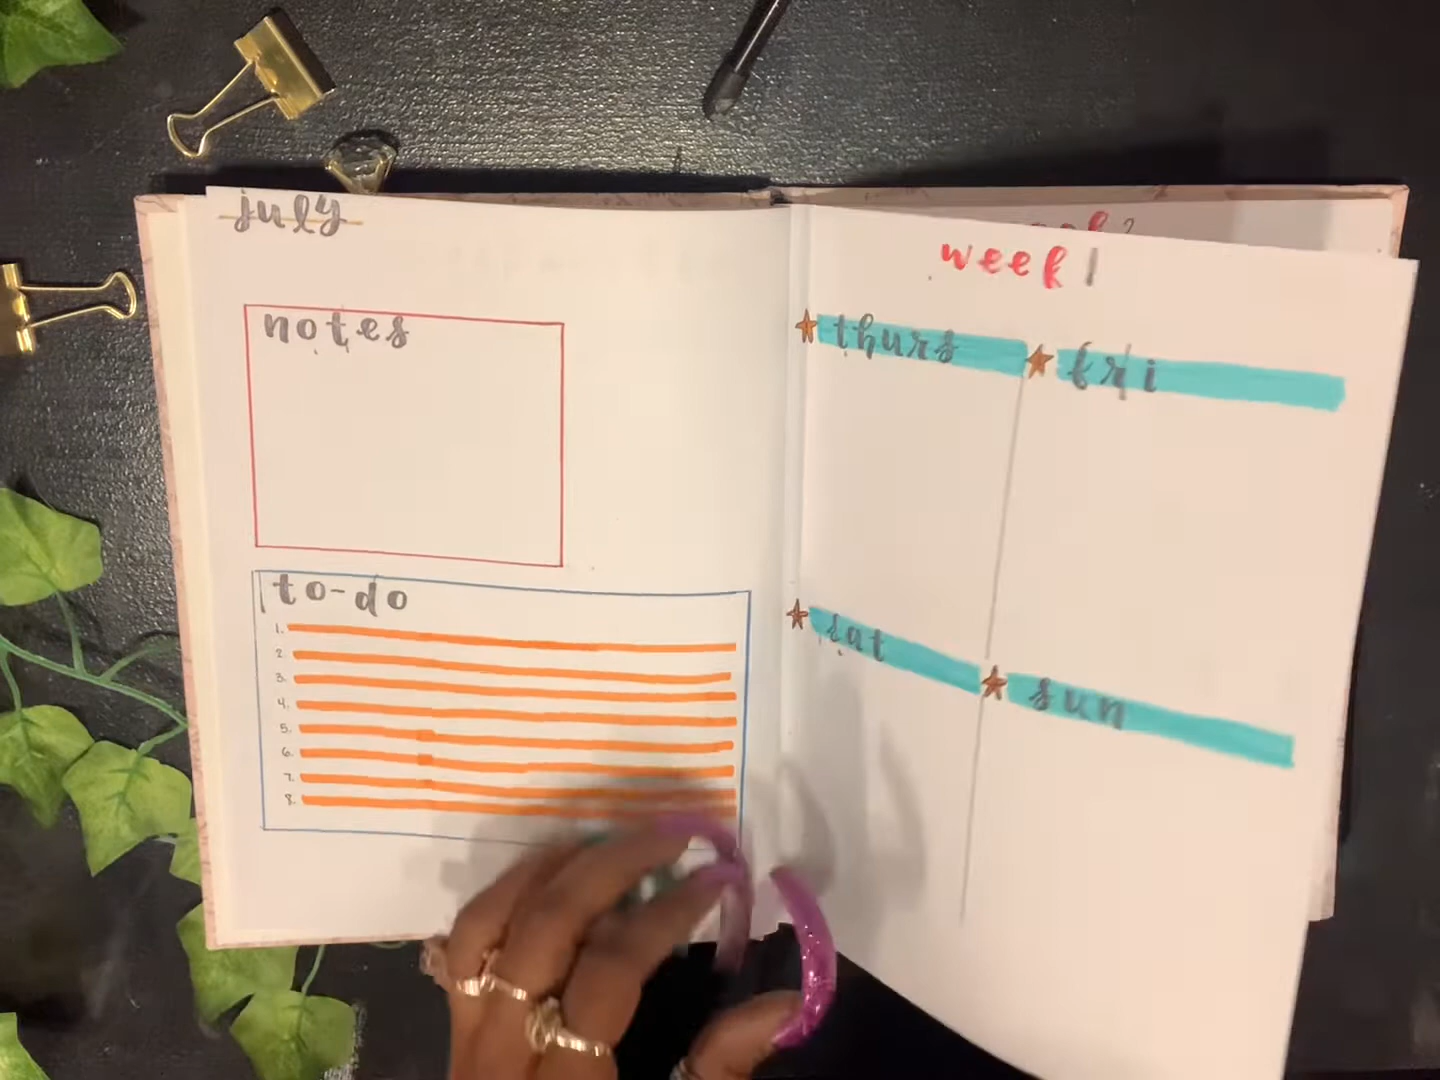 july
notes
to-do
1.
2.
3.
4.
5.
6.
7.
8.
week 1
thurs
fri
sat
sun